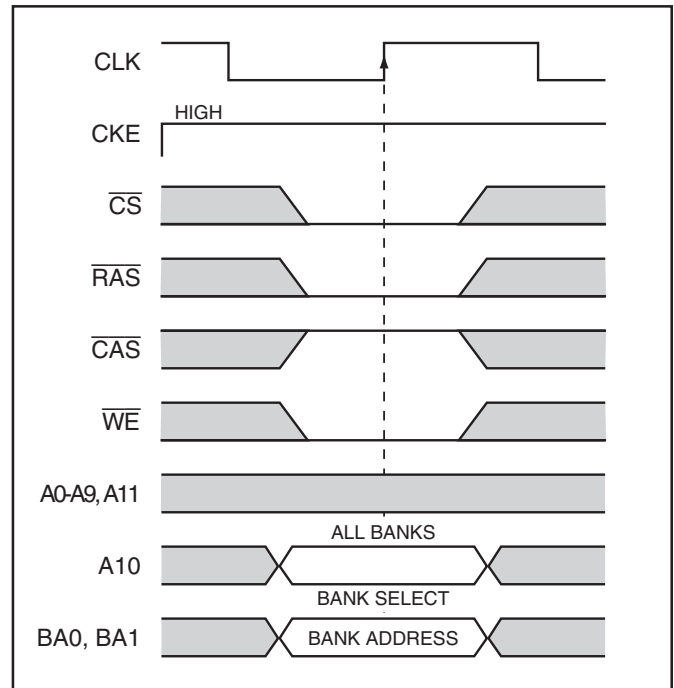 CLK
HIGH
CKE
CS
RAS
CAS
WE
A0-A9, A11
ALL BANKS
A10
BANK SELECT
BA0, BA1 BANK ADDRESS